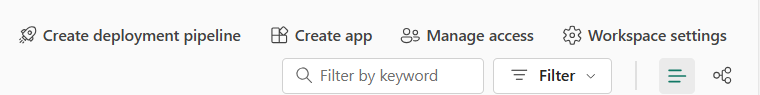 Create deployment pipeline Create app Manage access Workspace settings
Filter by keyword Filter